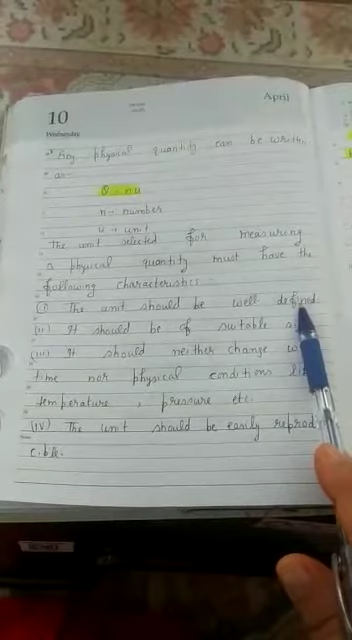 10
April
Wednesday
Any physical quantity can be written
as-
Q = nu
n → number
u → unit
The unit selected for measuring
a physical quantity must have the
following characteristics-
(i) The unit should be well defined.
(ii) It should be of suitable
(iii) It should neither change
time nor physical conditions
temperature, pressure etc.
(iv) The unit should be easily reprod
cible.